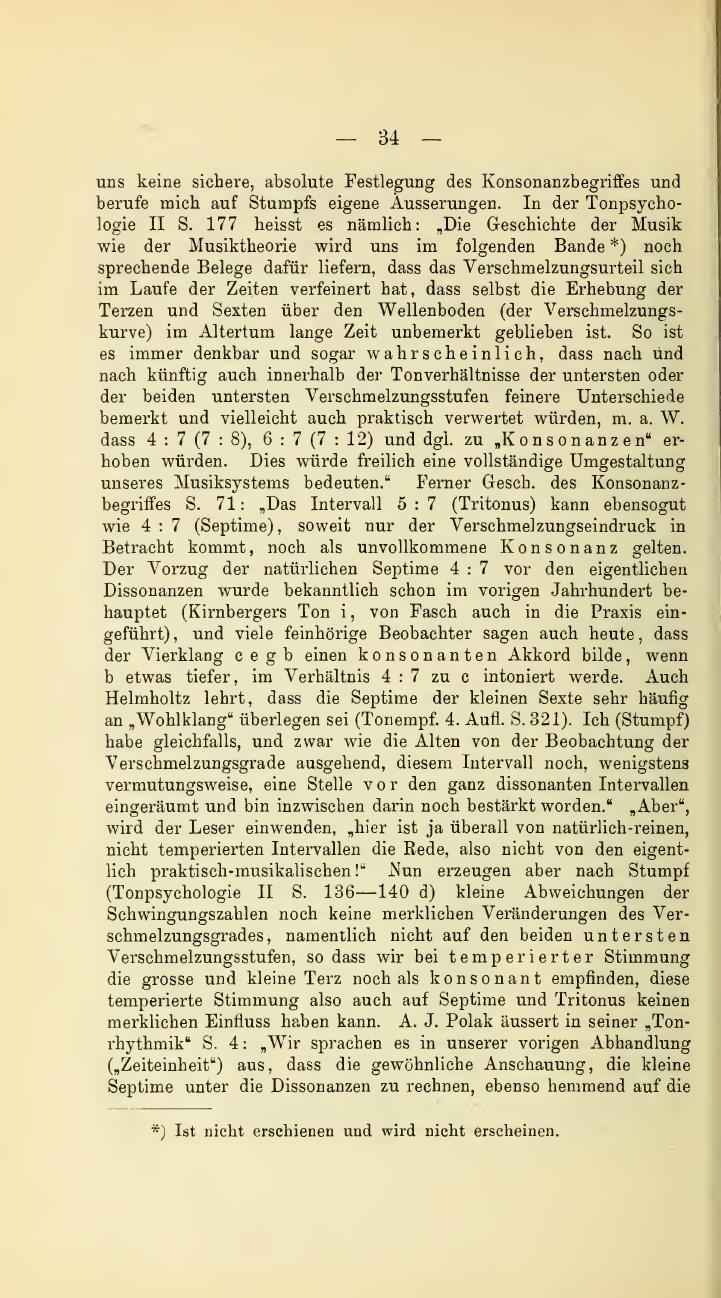 — 34 —
uns keine sichere, absolute Festlegung des Konsonanzbegriffes und
berufe mich auf Stumpfs eigene Äusserungen. In der Tonpsycho-
logie II S. 177 heisst es nämlich: „Die Geschichte der Musik
wie der Musiktheorie wird uns im folgenden Bande *) noch
sprechende Belege dafür liefern, dass das Verschmelzungsurteil sich
im Laufe der Zeiten verfeinert hat, dass selbst die Erhebung der
Terzen und Sexten über den Wellenboden (der Verschmelzungs-
kurve) im Altertum lange Zeit unbemerkt geblieben ist. So ist
es immer denkbar und sogar wahrscheinlich, dass nach und
nach künftig auch innerhalb der Tonverhältnisse der untersten oder
der beiden untersten Verschmelzungsstufen feinere Unterschiede
bemerkt und vielleicht auch praktisch verwertet würden, m. a. W.
dass 4 : 7 (7 : 8), 6 : 7 (7 : 12) und dgl. zu „Konsonanzen“ er-
hoben würden. Dies würde freilich eine vollständige Umgestaltung
unseres Musiksystems bedeuten.“ Ferner Gesch. des Konsonanz-
begriffes S. 71: „Das Intervall 5 : 7 (Tritonus) kann ebensogut
wie 4 : 7 (Septime), soweit nur der Verschmelzungseindruck in
Betracht kommt, noch als unvollkommene Konsonanz gelten.
Der Vorzug der natürlichen Septime 4 : 7 vor den eigentlichen
Dissonanzen wurde bekanntlich schon im vorigen Jahrhundert be-
hauptet (Kirnbergers Ton i, von Fasch auch in die Praxis ein-
geführt), und viele feinhörige Beobachter sagen auch heute, dass
der Vierklang c e g b einen konsonanten Akkord bilde, wenn
b etwas tiefer, im Verhältnis 4 : 7 zu c intoniert werde. Auch
Helmholtz lehrt, dass die Septime der kleinen Sexte sehr häufig
an „Wohlklang“ überlegen sei (Tonempf. 4. Aufl. S. 321). Ich (Stumpf)
habe gleichfalls, und zwar wie die Alten von der Beobachtung der
Verschmelzungsgrade ausgehend, diesem Intervall noch, wenigstens
vermutungsweise, eine Stelle vor den ganz dissonanten Intervallen
eingeräumt und bin inzwischen darin noch bestärkt worden.“ „Aber“,
wird der Leser einwenden, „hier ist ja überall von natürlich-reinen,
nicht temperierten Intervallen die Rede, also nicht von den eigent-
lich praktisch-musikalischen!“ Nun erzeugen aber nach Stumpf
(Tonpsychologie II S. 136—140 d) kleine Abweichungen der
Schwingungszahlen noch keine merklichen Veränderungen des Ver-
schmelzungsgrades, namentlich nicht auf den beiden untersten
Verschmelzungsstufen, so dass wir bei temperierter Stimmung
die grosse und kleine Terz noch als konsonant empfinden, diese
temperierte Stimmung also auch auf Septime und Tritonus keinen
merklichen Einfluss haben kann. A. J. Polak äussert in seiner „Ton-
rhythmik“ S. 4: „Wir sprachen es in unserer vorigen Abhandlung
(„Zeiteinheit“) aus, dass die gewöhnliche Anschauung, die kleine
Septime unter die Dissonanzen zu rechnen, ebenso hemmend auf die
*) Ist nicht erschienen und wird nicht erscheinen.